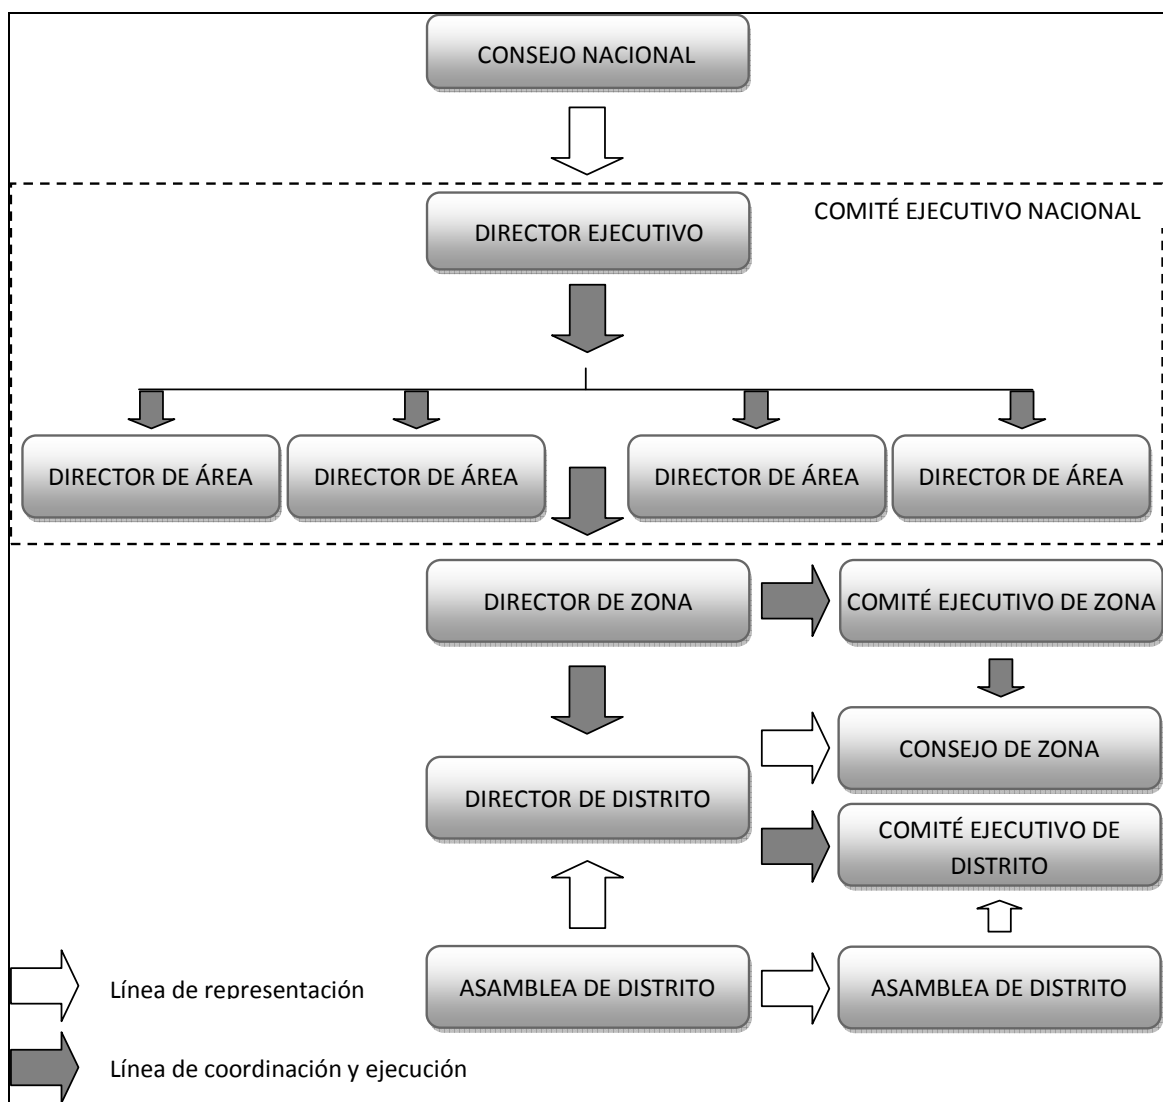 CONSEJO NACIONAL
COMITÉ EJECUTIVO NACIONAL
DIRECTOR EJECUTIVO
DIRECTOR DE ÁREA
DIRECTOR DE ÁREA
DIRECTOR DE ÁREA
DIRECTOR DE ÁREA
DIRECTOR DE ZONA
COMITÉ EJECUTIVO DE ZONA
CONSEJO DE ZONA
DIRECTOR DE DISTRITO
COMITÉ EJECUTIVO DE
DISTRITO
ASAMBLEA DE DISTRITO
ASAMBLEA DE DISTRITO
Línea de representación
Línea de coordinación y ejecución